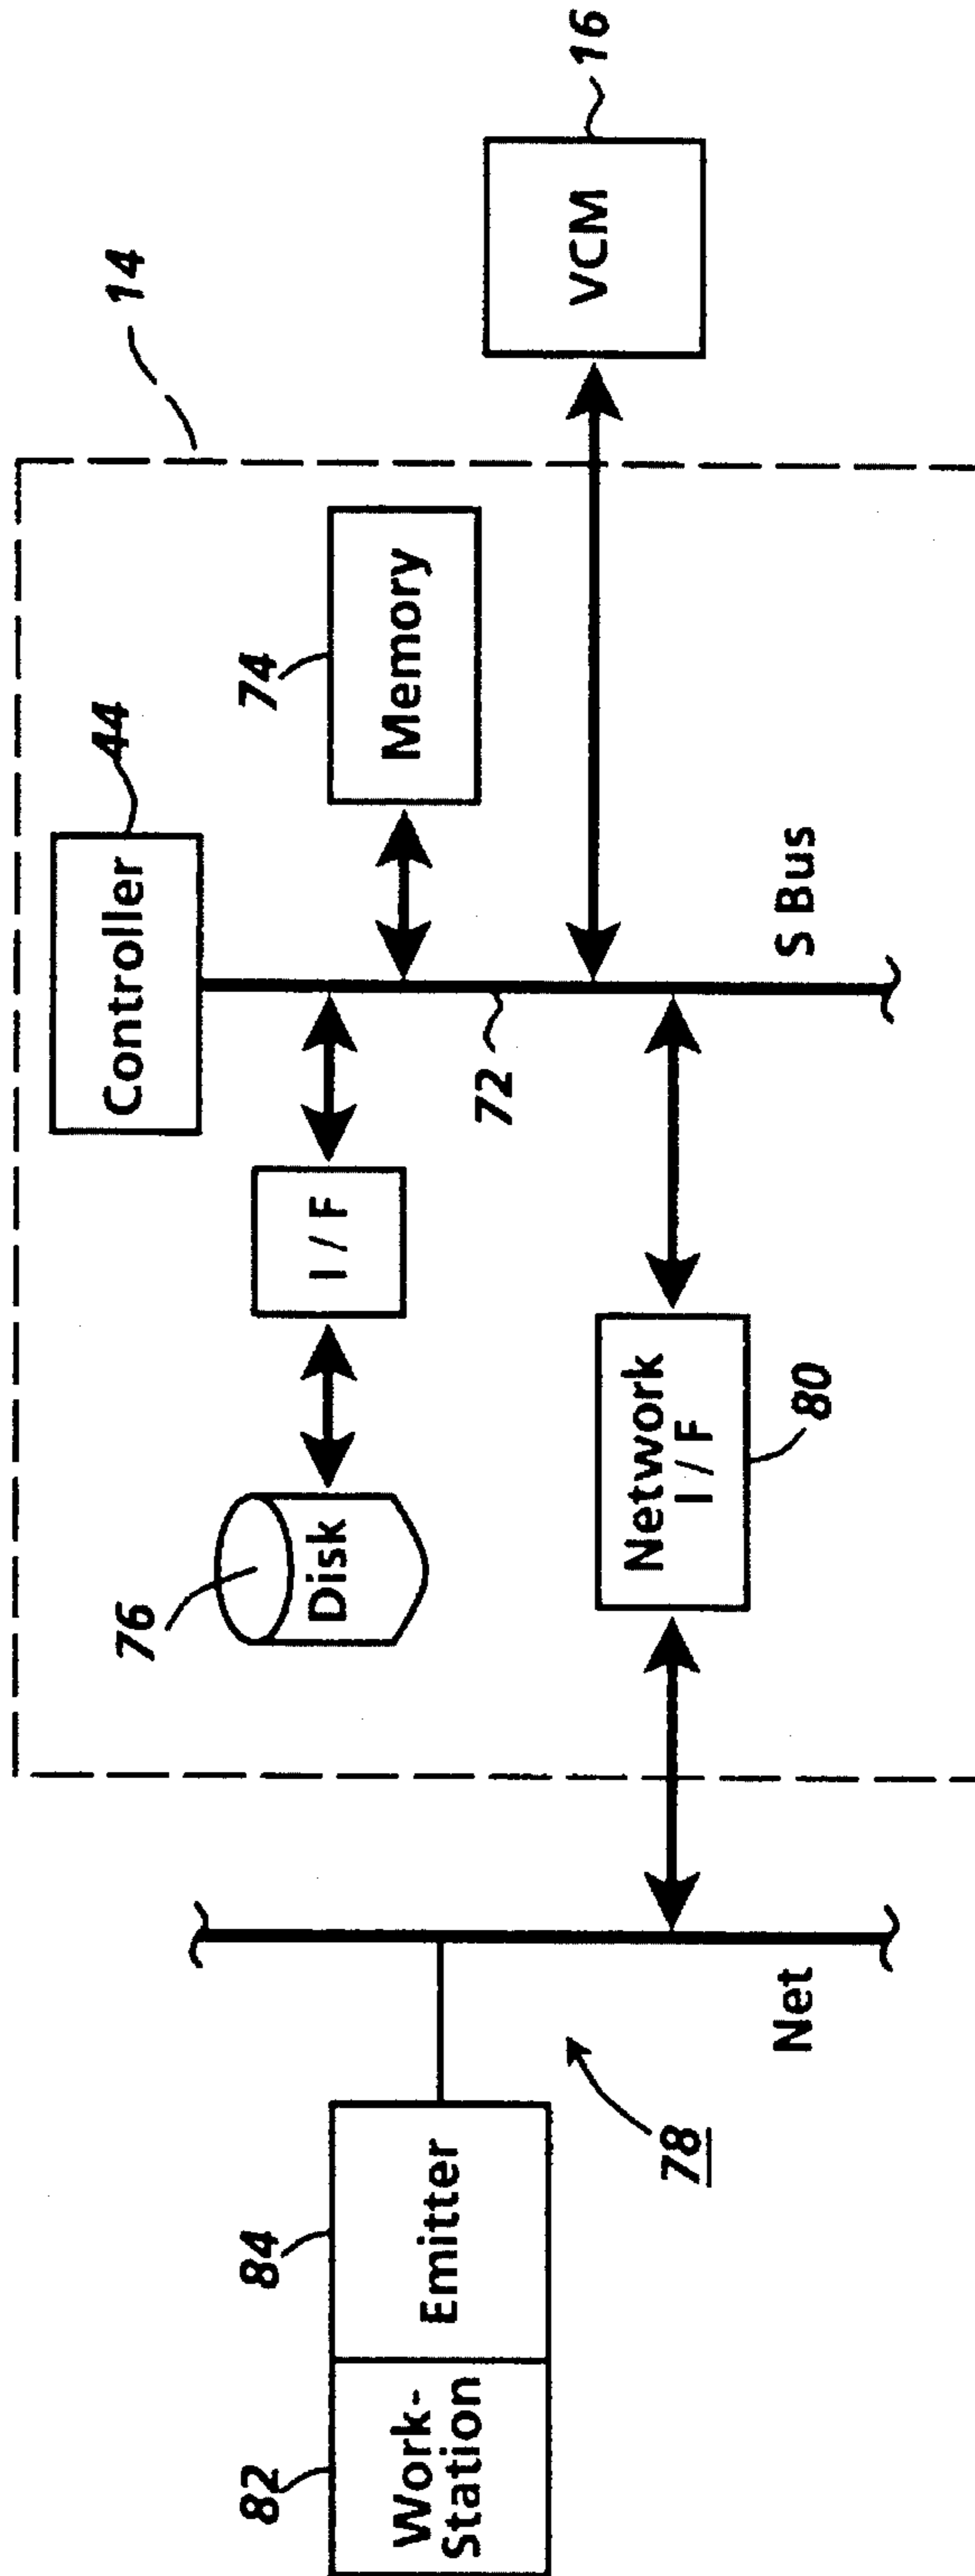 82
Work-
Station
84
Emitter
78
Net
14
76
Disk
I / F
Controller
44
74
Memory
72
S Bus
Network
I / F
80
VCM
16